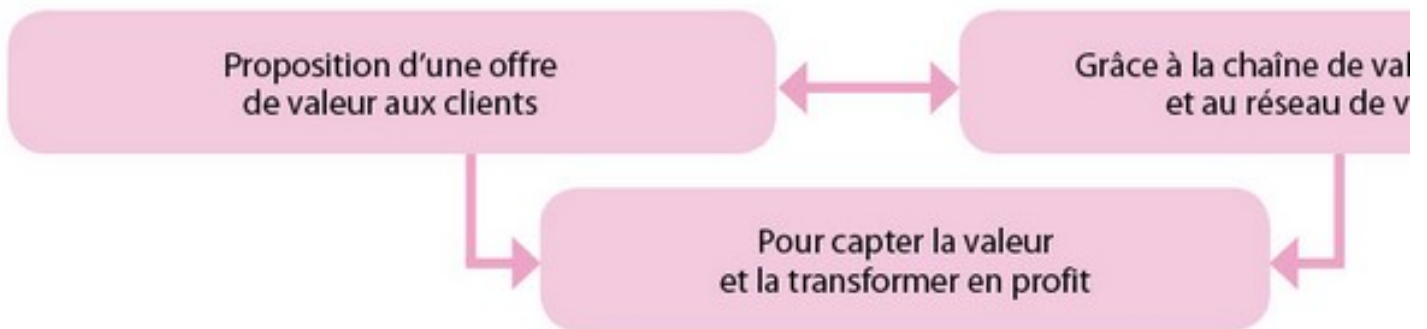 Proposition d’une offre
de valeur aux clients
Grâce à la chaîne de
et au réseau de
Pour capter la valeur
et la transformer en profit